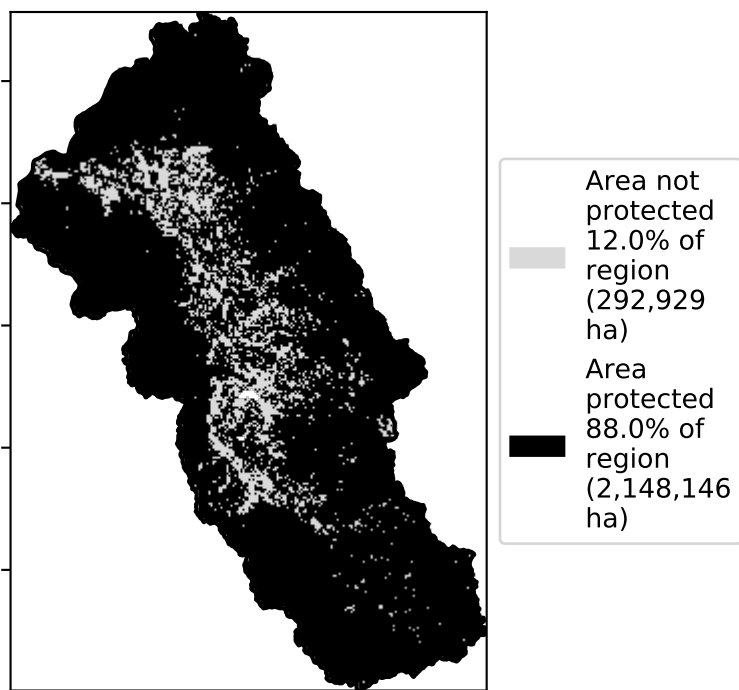 Area not
protected
12.0% of
region
(292,929
ha)
Area
protected
88.0% of
region
(2,148,146
ha)